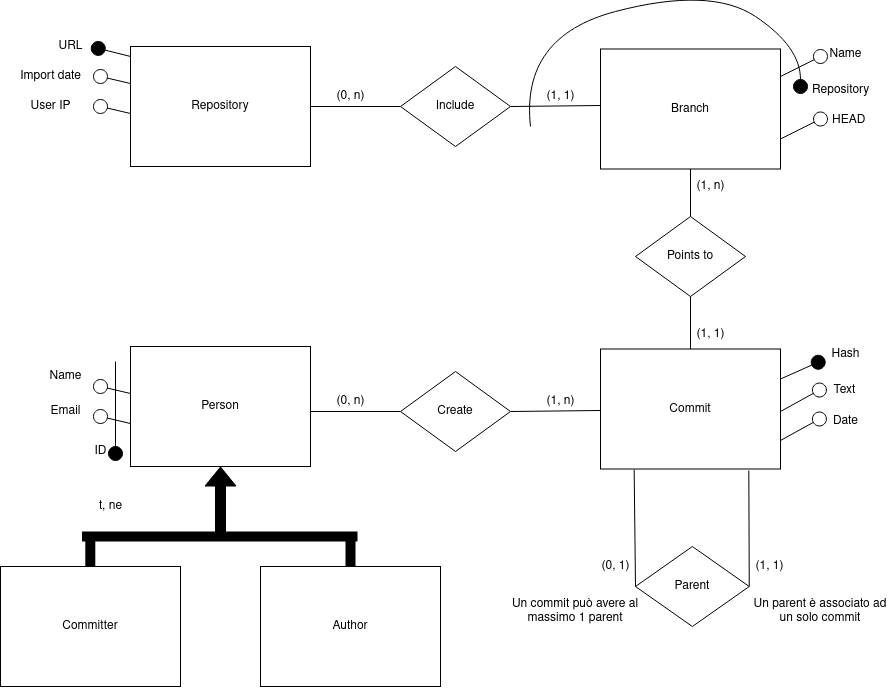 URL
Import date
User IP
Repository
(0, n)
Include
(1, 1)
Branch
Name
Repository
HEAD
(1, n)
Points to
(1, 1)
Name
Email
ID
Person
(0, n)
Create
(1, n)
Commit
Hash
Text
Date
t, ne
Committer
Author
(0, 1)
Parent
(1, 1)
Un commit può avere al
massimo 1 parent
Un parent è associato ad
un solo commit